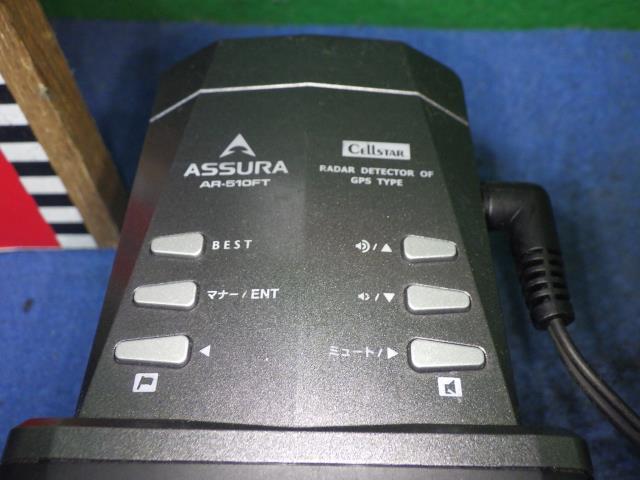 ASSURA
AR-510FT
CELLSTAR
RADAR DETECTOR OF
GPS TYPE
BEST
マナー/ENT
◀
/▲
/▼
ミュート/▶